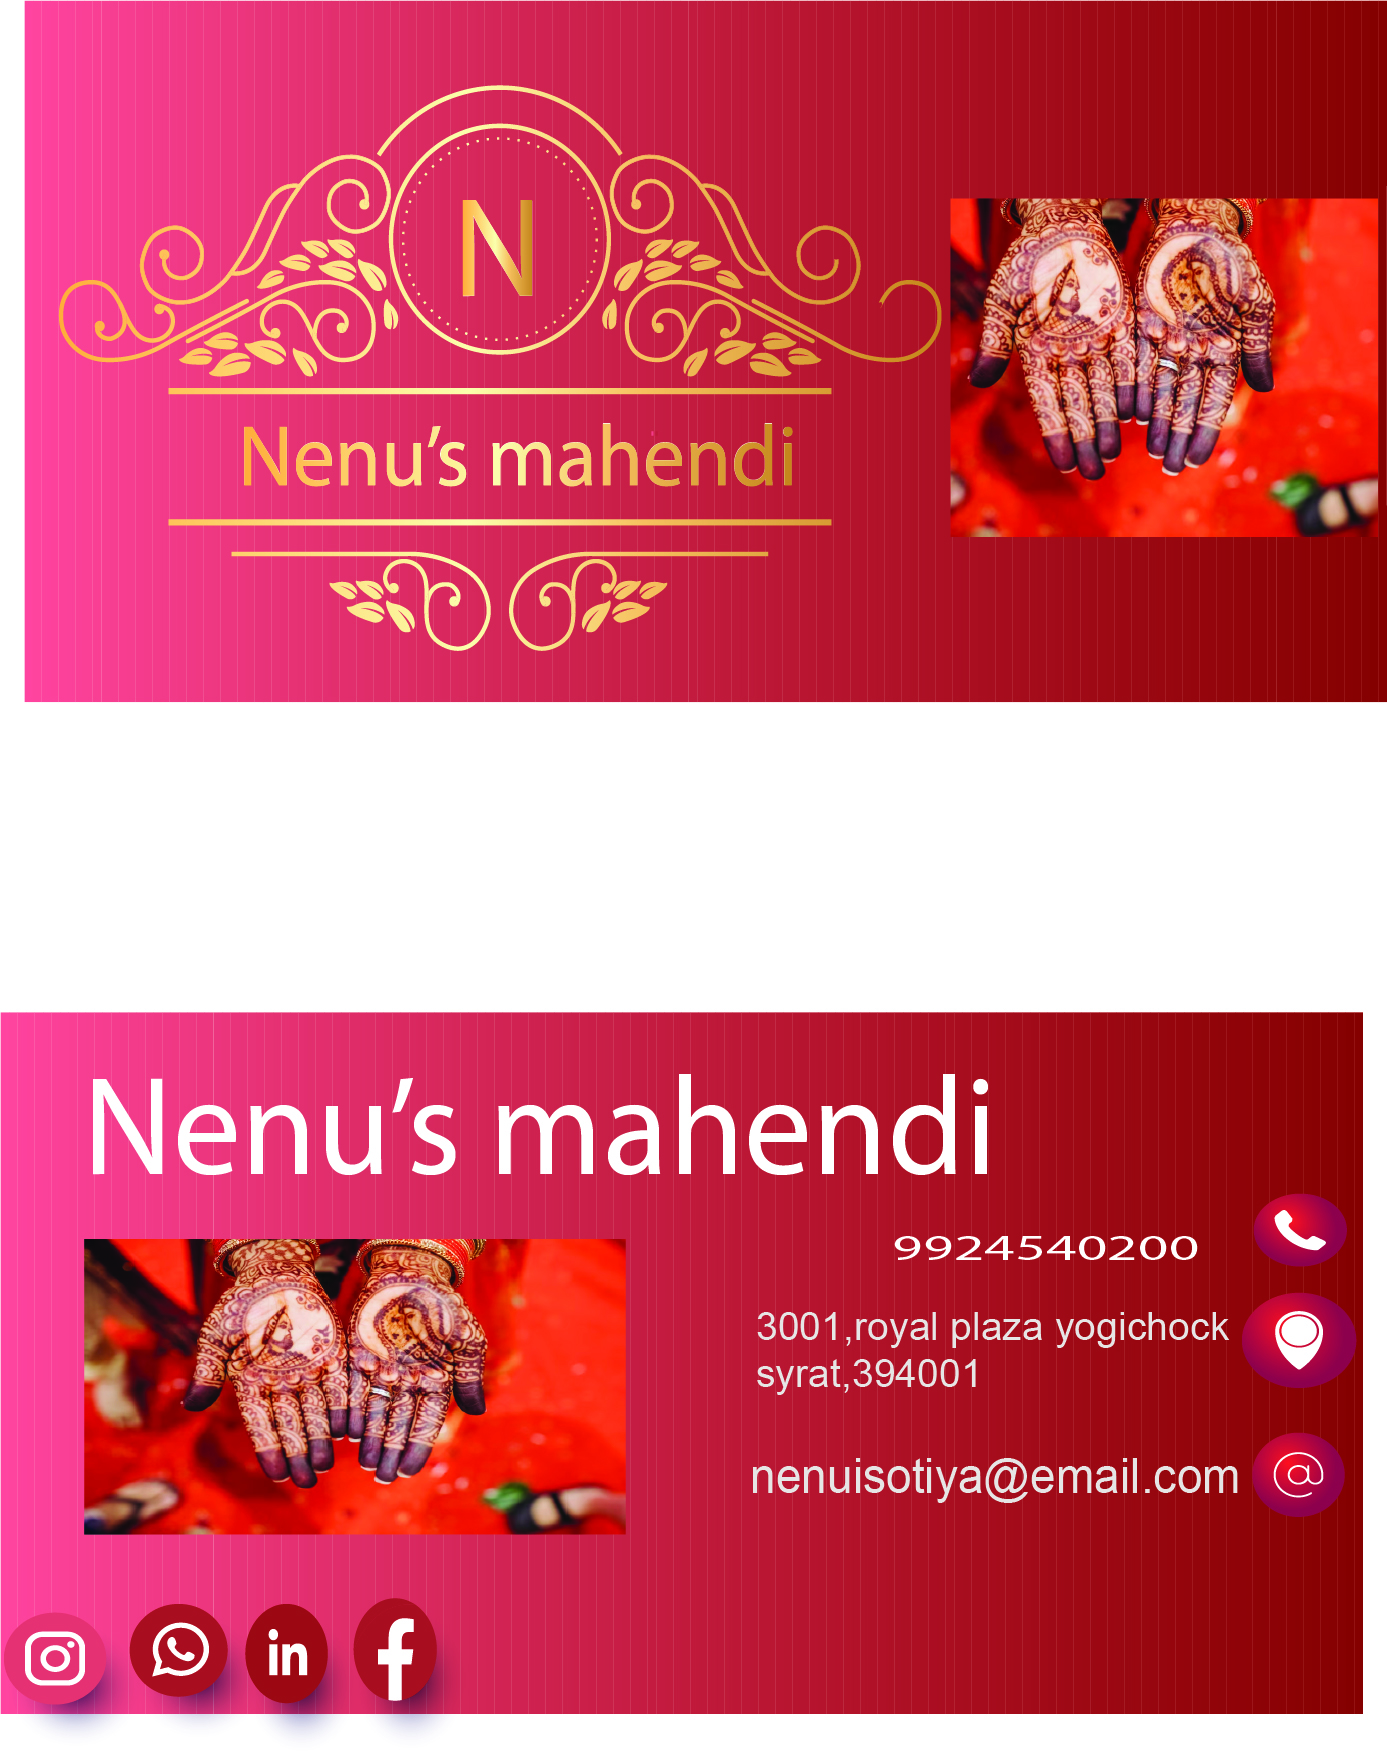 N
Nenu’s mahendi
Nenu’s mahendi
9924540200
3001,royal plaza yogichock
syrat,394001
nenuisotiya@email.com
in